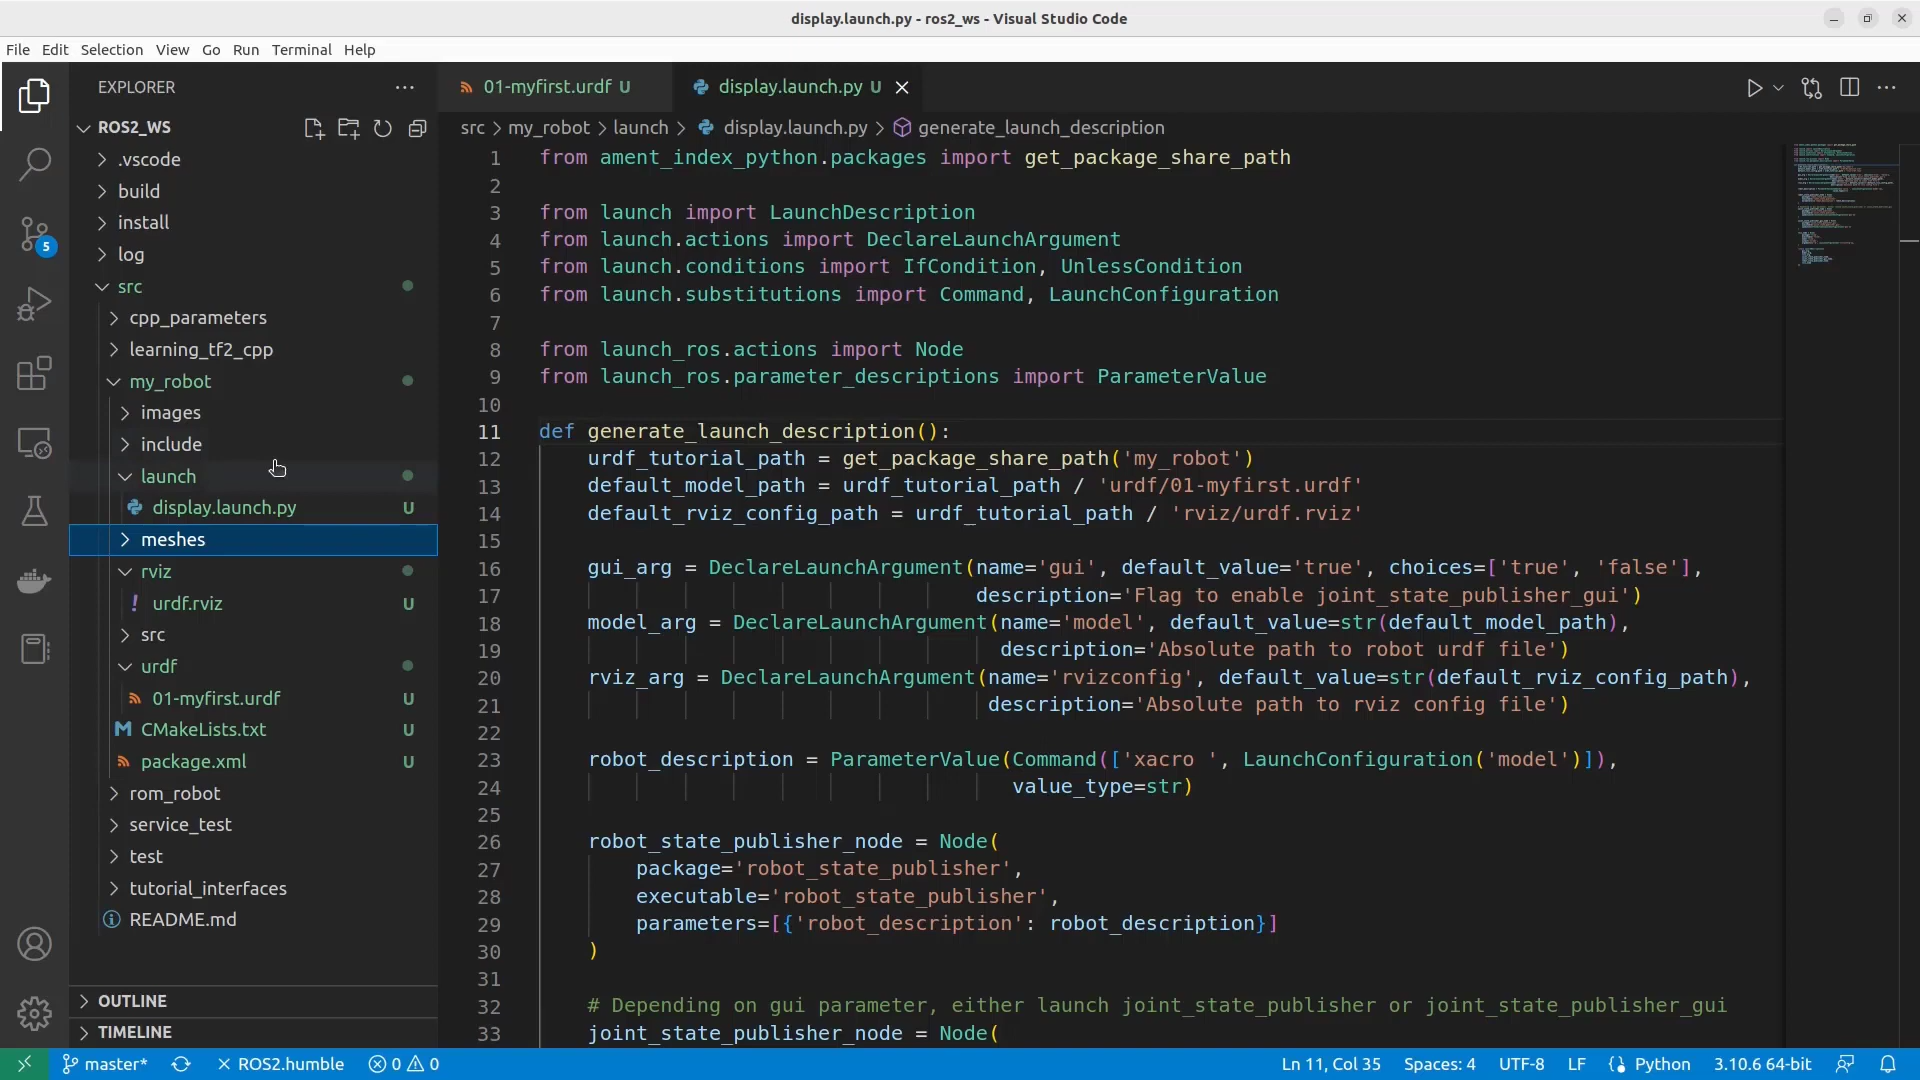 display.launch.py - ros2_ws - Visual Studio Code
File Edit Selection View Go Run Terminal Help
EXPLORER
ROS2_WS
.vscode
build
install
log
src
cpp_parameters
learning_tf2_cpp
my_robot
images
include
launch
display.launch.py U
meshes
rviz
urdf.rviz U
src
urdf
01-myfirst.urdf U
CMakeLists.txt U
package.xml U
rom_robot
service_test
test
tutorial_interfaces
README.md
OUTLINE
TIMELINE
5
01-myfirst.urdf U display.launch.py U
src > my_robot > launch > display.launch.py > generate_launch_description
1 from ament_index_python.packages import get_package_share_path
2
3 from launch import LaunchDescription
4 from launch.actions import DeclareLaunchArgument
5 from launch.conditions import IfCondition, UnlessCondition
6 from launch.substitutions import Command, LaunchConfiguration
7
8 from launch_ros.actions import Node
9 from launch_ros.parameter_descriptions import ParameterValue
10
11 def generate_launch_description():
12 urdf_tutorial_path = get_package_share_path('my_robot')
13 default_model_path = urdf_tutorial_path / 'urdf/01-myfirst.urdf'
14 default_rviz_config_path = urdf_tutorial_path / 'rviz/urdf.rviz'
15
16 gui_arg = DeclareLaunchArgument(name='gui', default_value='true', choices=['true', 'false'],
17 description='Flag to enable joint_state_publisher_gui')
18 model_arg = DeclareLaunchArgument(name='model', default_value=str(default_model_path),
19 description='Absolute path to robot urdf file')
20 rviz_arg = DeclareLaunchArgument(name='rvizconfig', default_value=str(default_rviz_config_path),
21 description='Absolute path to rviz config file')
22
23 robot_description = ParameterValue(Command(['xacro ', LaunchConfiguration('model')]),
24 value_type=str)
25
26 robot_state_publisher_node = Node(
27 package='robot_state_publisher',
28 executable='robot_state_publisher',
29 parameters=[{'robot_description': robot_description}]
30 )
31
32 # Depending on gui parameter, either launch joint_state_publisher or joint_state_publisher_gui
33 joint_state_publisher_node = Node(
master* ROS2.humble 0 0 Ln 11, Col 35 Spaces: 4 UTF-8 LF Python 3.10.6 64-bit